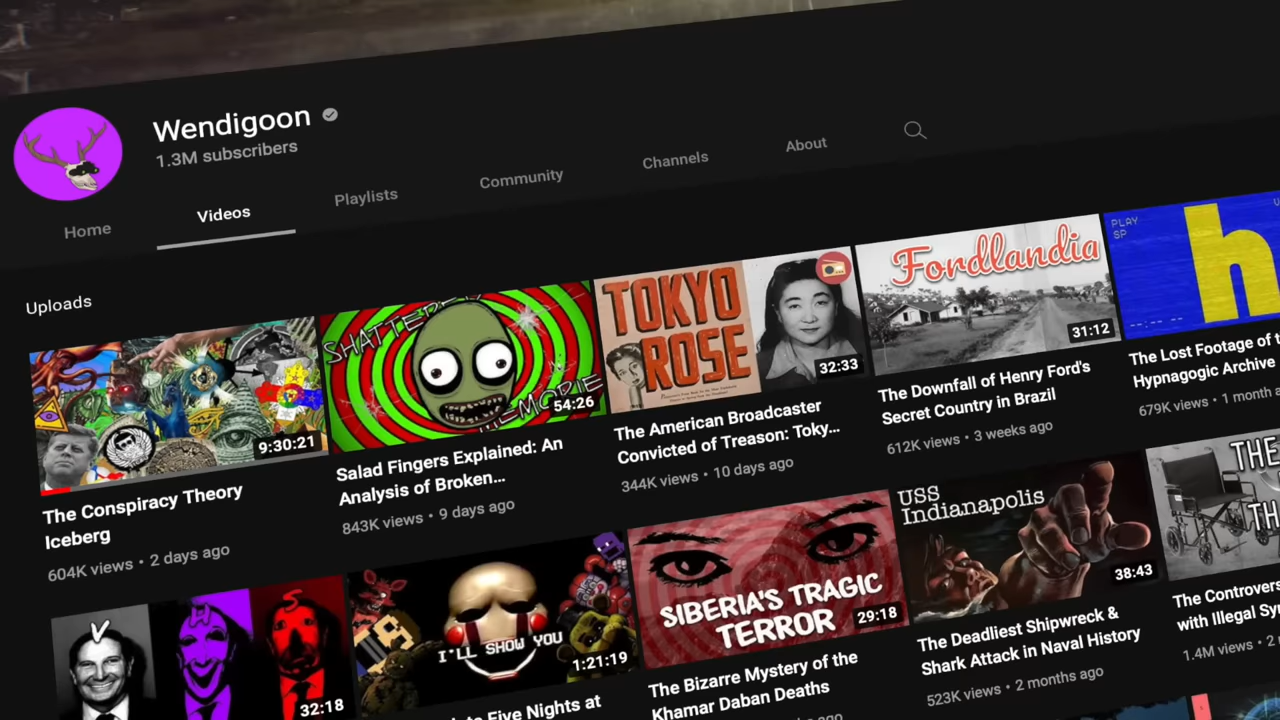 Wendigoon
1.3M subscribers
Home
Videos
Playlists
Community
Channels
About
Uploads
9:30:21
The Conspiracy Theory
Iceberg
604K views • 2 days ago
SHATTERED
MEMORIE
54:26
Salad Fingers Explained: An
Analysis of Broken...
843K views • 9 days ago
TOKYO
ROSE
32:33
The American Broadcaster
Convicted of Treason: Toky...
344K views • 10 days ago
Fordlandia
31:12
The Downfall of Henry Ford's
Secret Country in Brazil
612K views • 3 weeks ago
PLAY
SP
h
The Lost Footage of t
Hypnagogic Archive
679K views • 1 month a
V
S
32:18
I'LL SHOW YOU
1:21:19
Five Nights at
SIBERIA'S TRAGIC
TERROR
29:18
The Bizarre Mystery of the
Khamar Daban Deaths
ago
USS
Indianapolis
38:43
The Deadliest Shipwreck &
Shark Attack in Naval History
523K views • 2 months ago
THE
TH
The Controvers
with Illegal Sy
1.4M views • 2